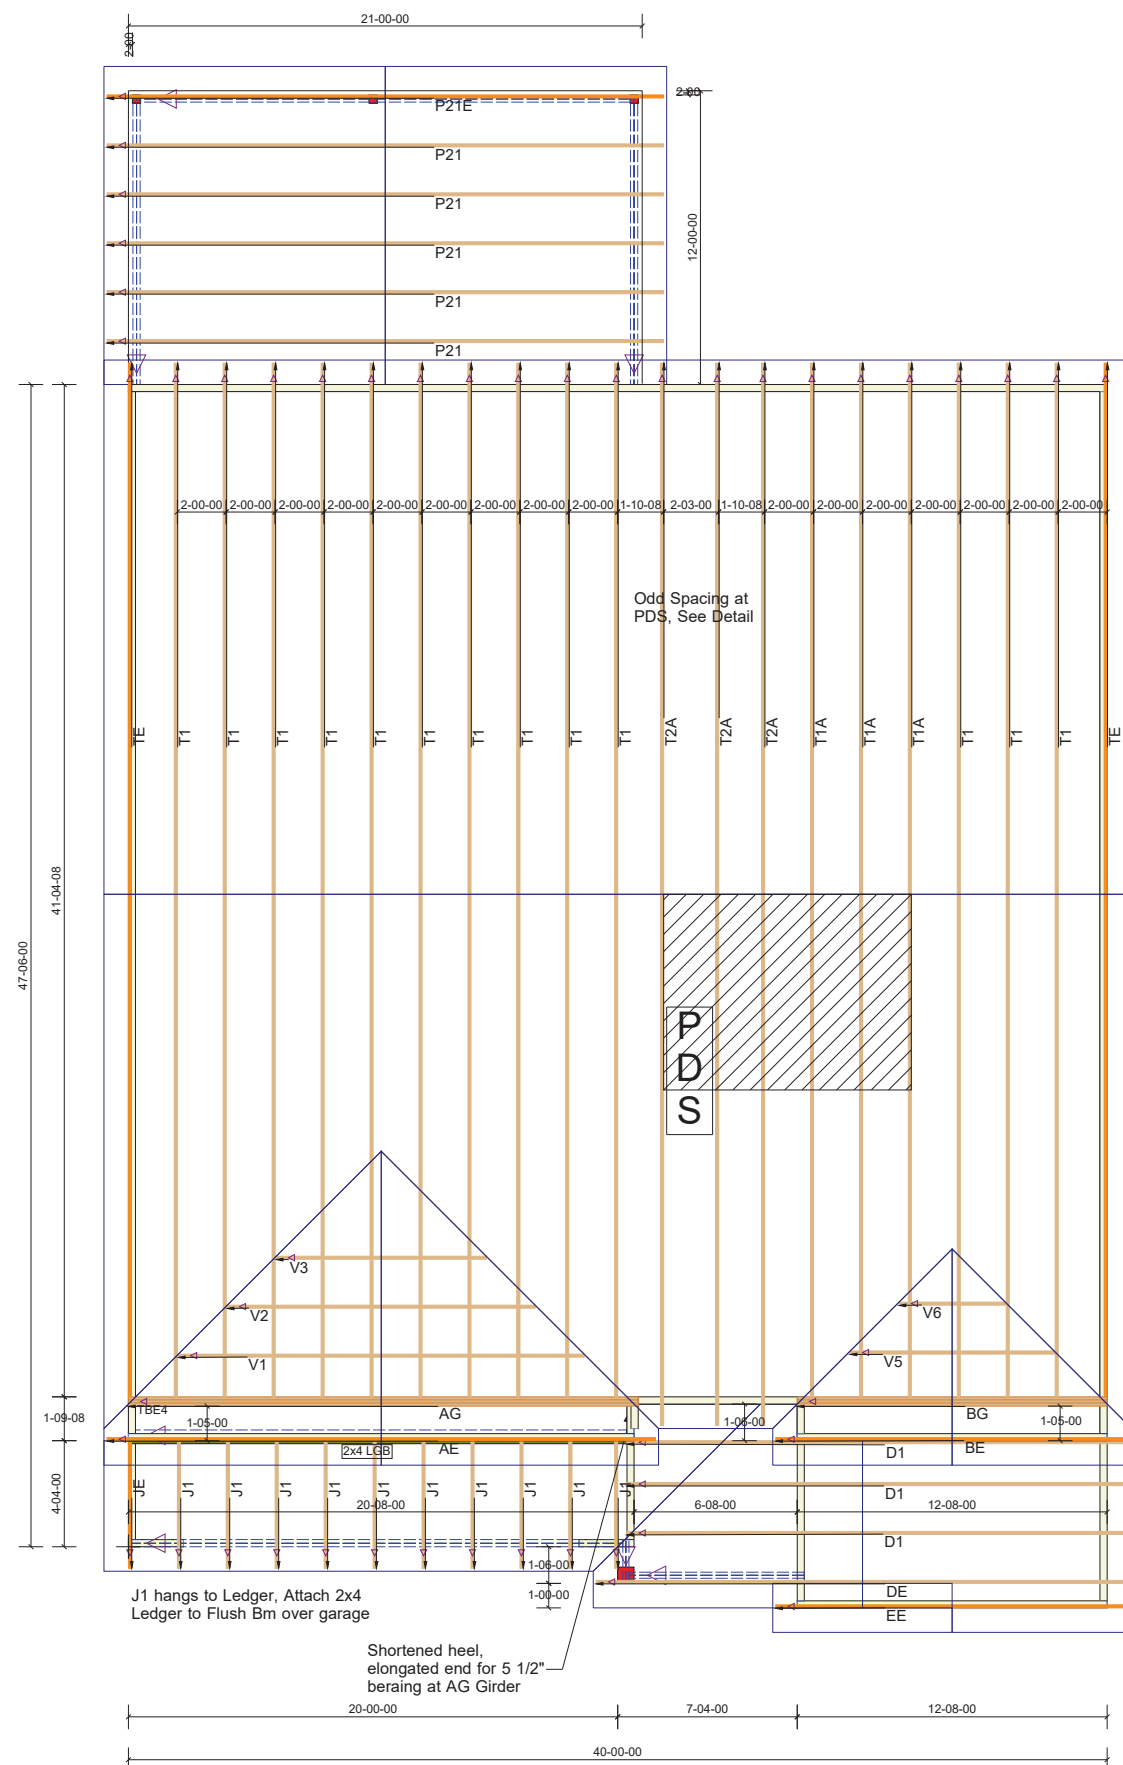 21-00-00
2-00
P21E
2-00
P21
P21
P21
P21
P21
12-00-00
2-00-00 2-00-00 2-00-00 2-00-00 2-00-00 2-00-00 2-00-00 2-00-00 2-00-00 1-10-08 2-03-00 1-10-08 2-00-00 2-00-00 2-00-00 2-00-00 2-00-00 2-00-00 2-00-00
Odd Spacing at
PDS, See Detail
TE T1 T1 T1 T1 T1 T1 T1 T1 T1 T1 T2A T2A T2A T1A T1A T1A T1 T1 T1 TE
41-04-08
47-06-00
P
D
S
V3
V6
V2
V1
V5
TBE4
AG
BG
1-09-08
1-05-00
1-06-00
1-05-00
2x4 LGB
AE
D1
BE
JE J1 J1 J1 J1 J1 J1 J1 J1 J1 J1
D1
4-04-00
20-08-00
6-08-00
12-08-00
D1
1-06-00
1-00-00
DE
EE
J1 hangs to Ledger, Attach 2x4
Ledger to Flush Bm over garage
Shortened heel,
elongated end for 5 1/2"
beraing at AG Girder
20-00-00
7-04-00
12-08-00
40-00-00